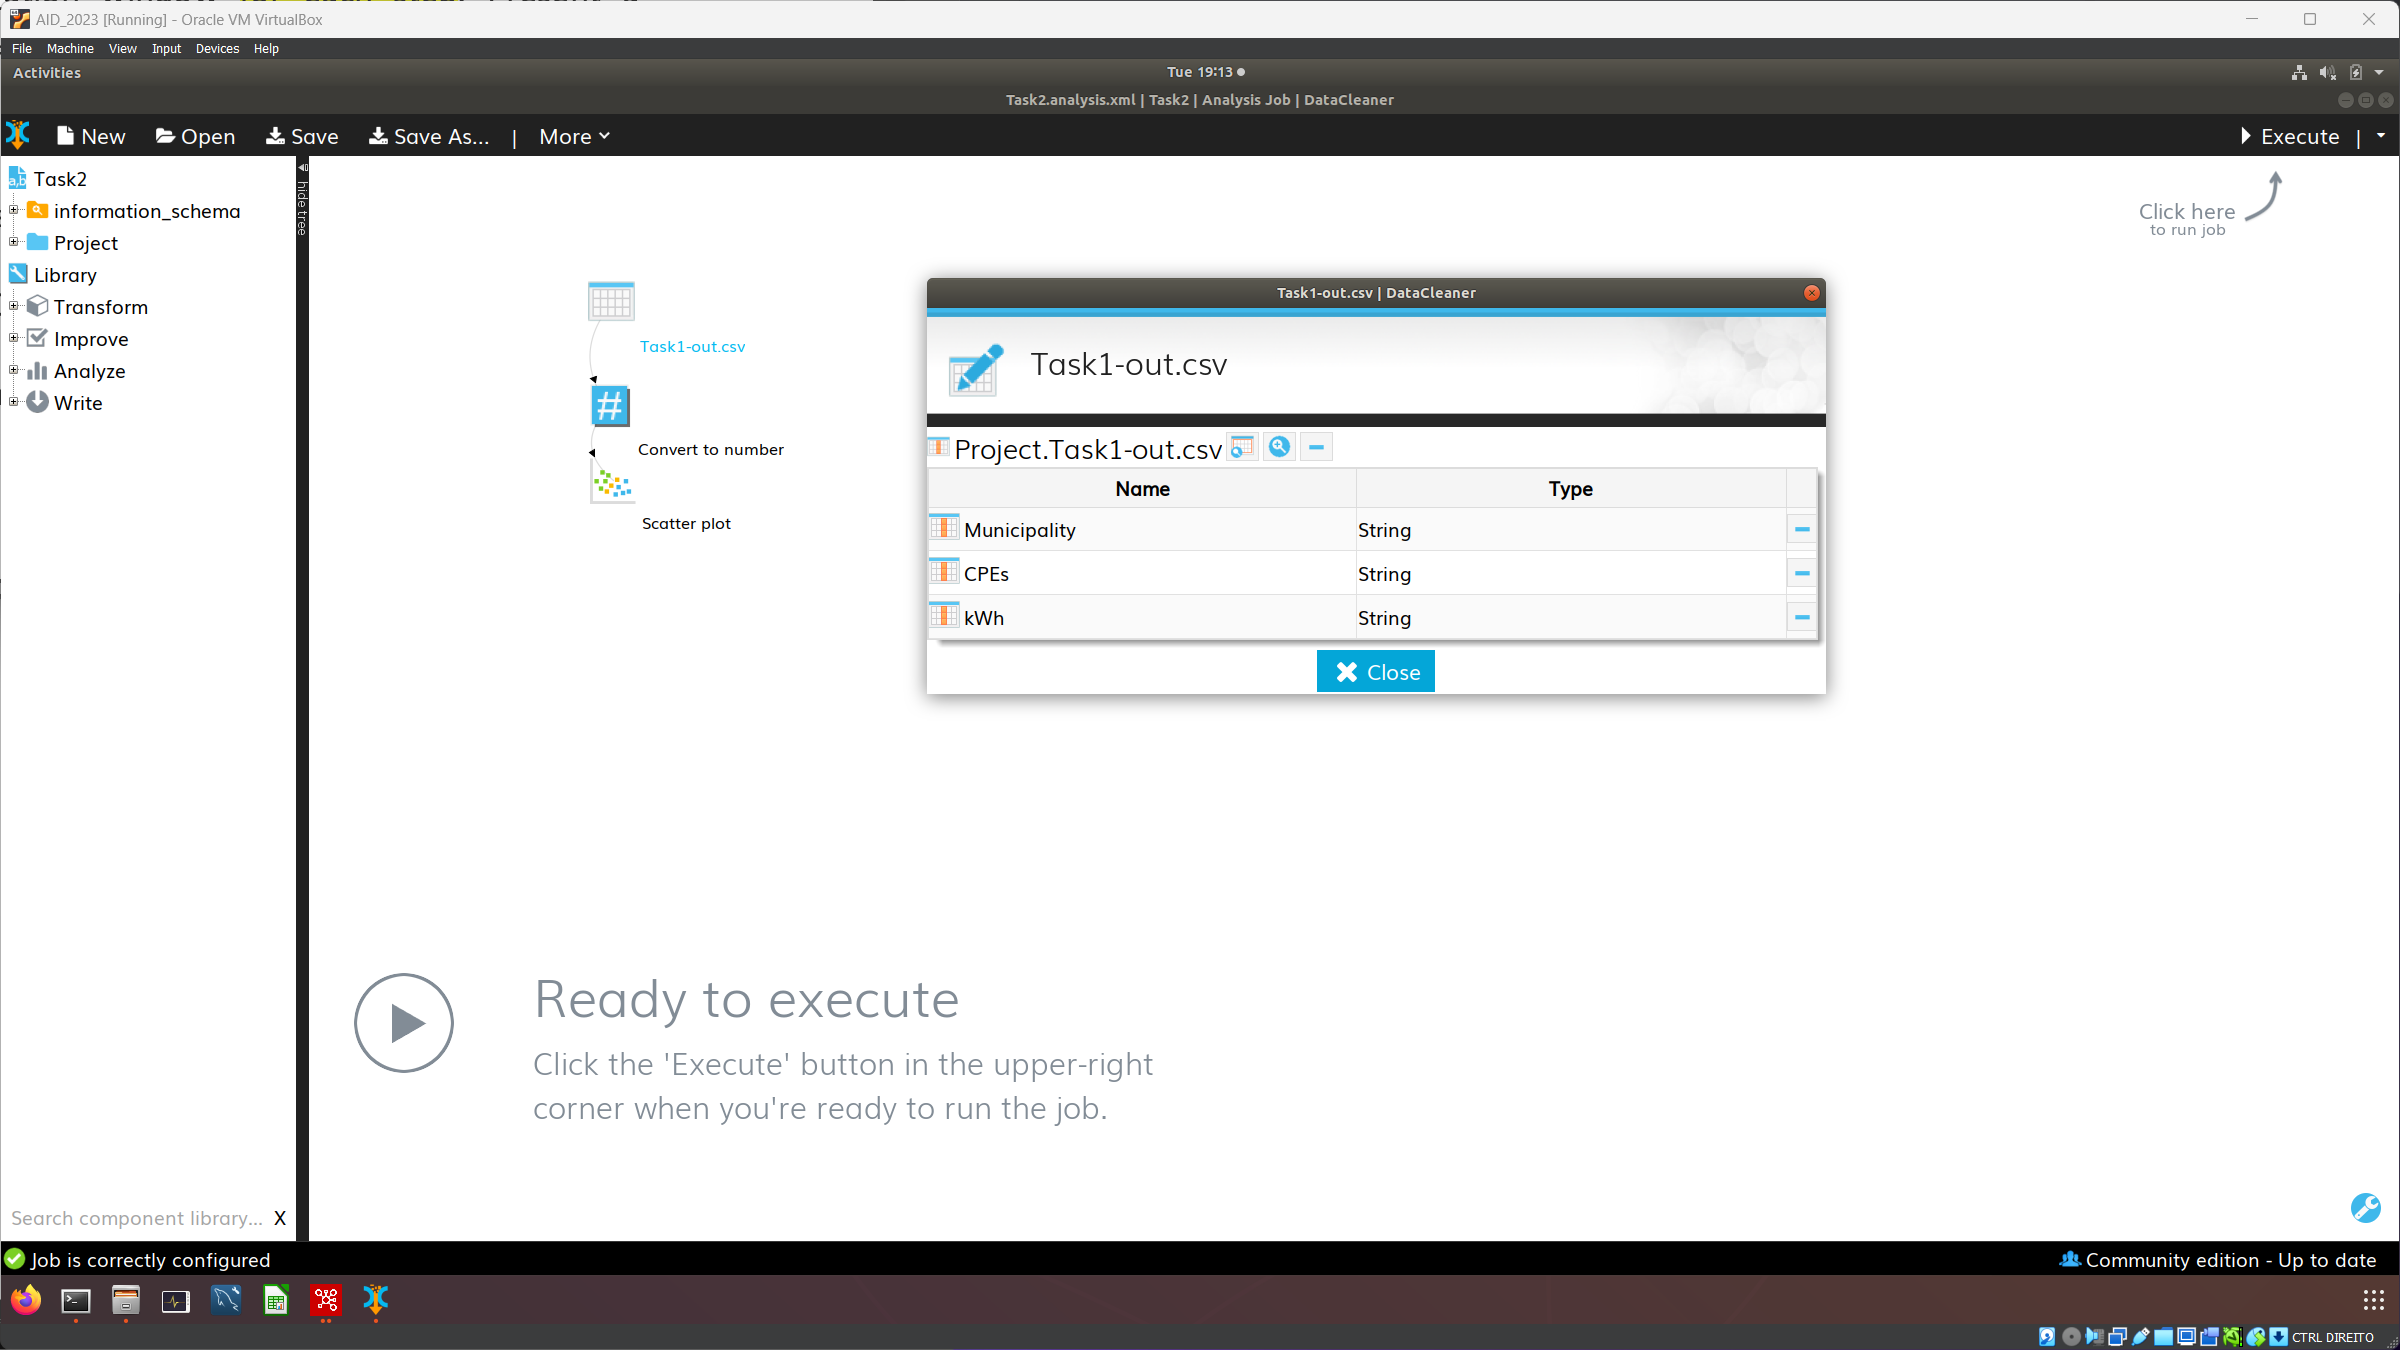 AID_2023 [Running] - Oracle VM VirtualBox
File Machine View Input Devices Help
Activities
Tue 19:13
Task2.analysis.xml | Task2 | Analysis Job | DataCleaner
New Open Save Save As... | More
Execute |
Task2
information_schema
Project
Library
Transform
Improve
Analyze
Write
hide tree
Click here
to run job
Task1-out.csv
#
Convert to number
Scatter plot
Task1-out.csv | DataCleaner
Task1-out.csv
Project.Task1-out.csv
Name Type
Municipality String
CPEs String
kWh String
Close
Ready to execute
Click the 'Execute' button in the upper-right
corner when you're ready to run the job.
Search component library... X
Job is correctly configured
Community edition - Up to date
CTRL DIREITO